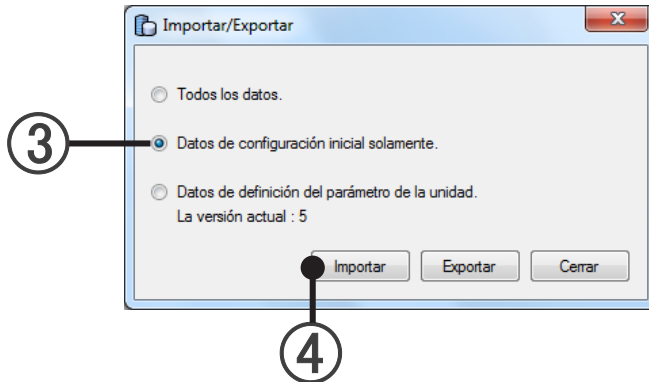 Importar/Exportar
Todos los datos.
③
Datos de configuración inicial solamente.
Datos de definición del parámetro de la unidad.
La versión actual : 5
Importar
Exportar
Cerrar
④